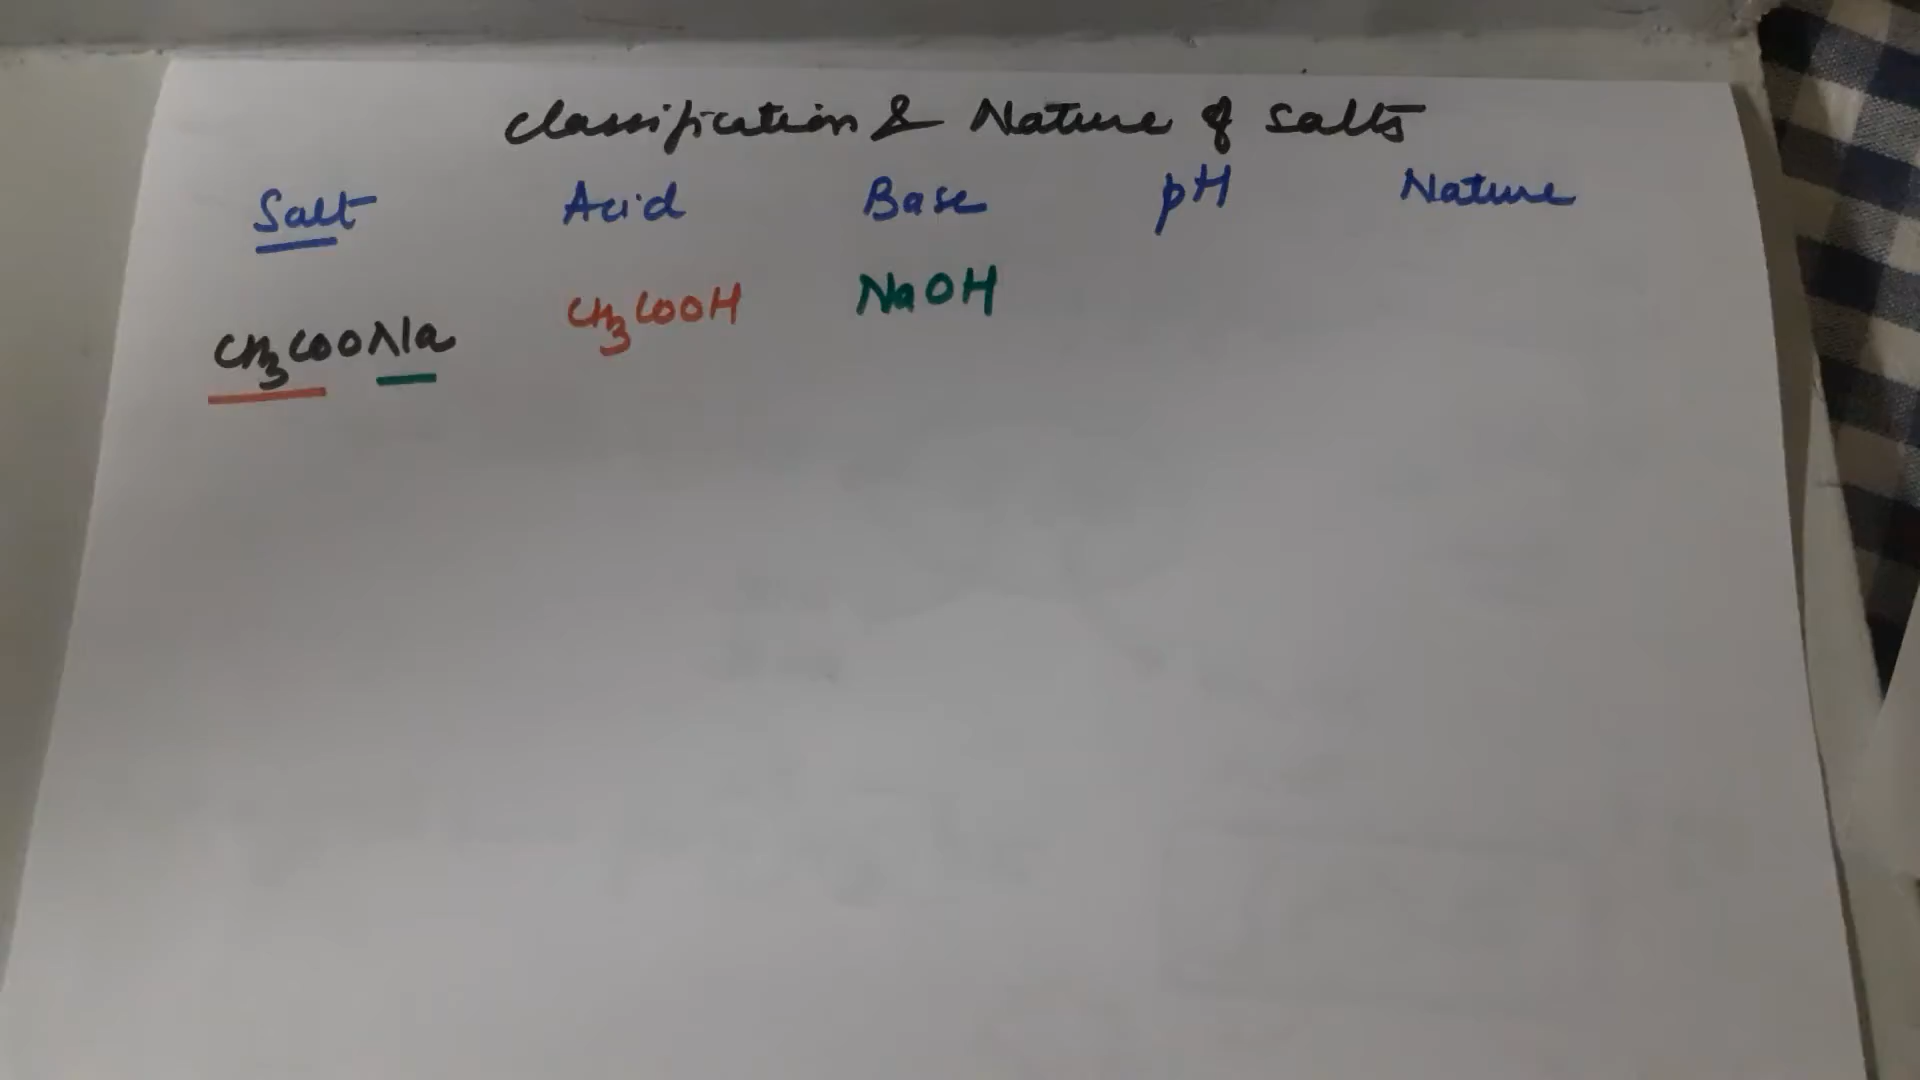 classification & Nature of salts
Salt Acid Base pH Nature
CH3COONa CH3COOH NaOH